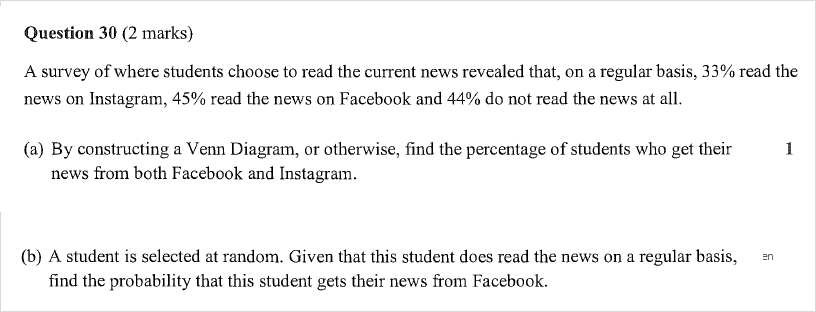 Question 30 (2 marks)
A survey of where students choose to read the current news revealed that, on a regular basis, 33% read the
news on Instagram, 45% read the news on Facebook and 44% do not read the news at all.
(a) By constructing a Venn Diagram, or otherwise, find the percentage of students who get their 1
news from both Facebook and Instagram.
(b) A student is selected at random. Given that this student does read the news on a regular basis,
find the probability that this student gets their news from Facebook.